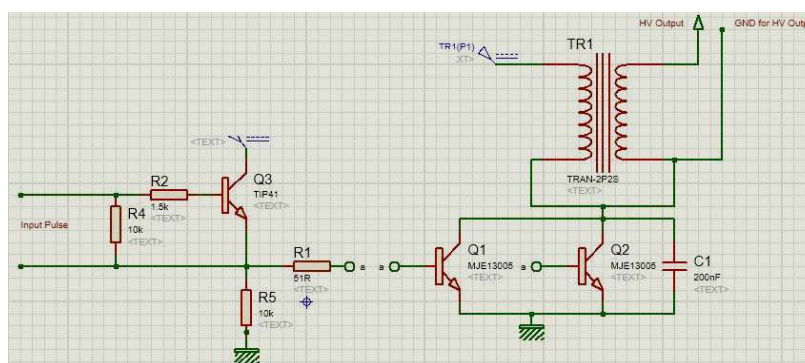 HV Output
GND for HV Outp
TR1(P1)
XT>
TR1
TRAN-2P2S
<TEXT>
<TEXT>
Q3
TIP41
<TEXT>
R2
1.5k
<TEXT>
R4
10k
<TEXT>
Input Pulse
R1
51R
<TEXT>
a
a
a
Q1
MJE13005
<TEXT>
Q2
MJE13005
<TEXT>
C1
200nF
<TEXT>
R5
10k
<TEXT>